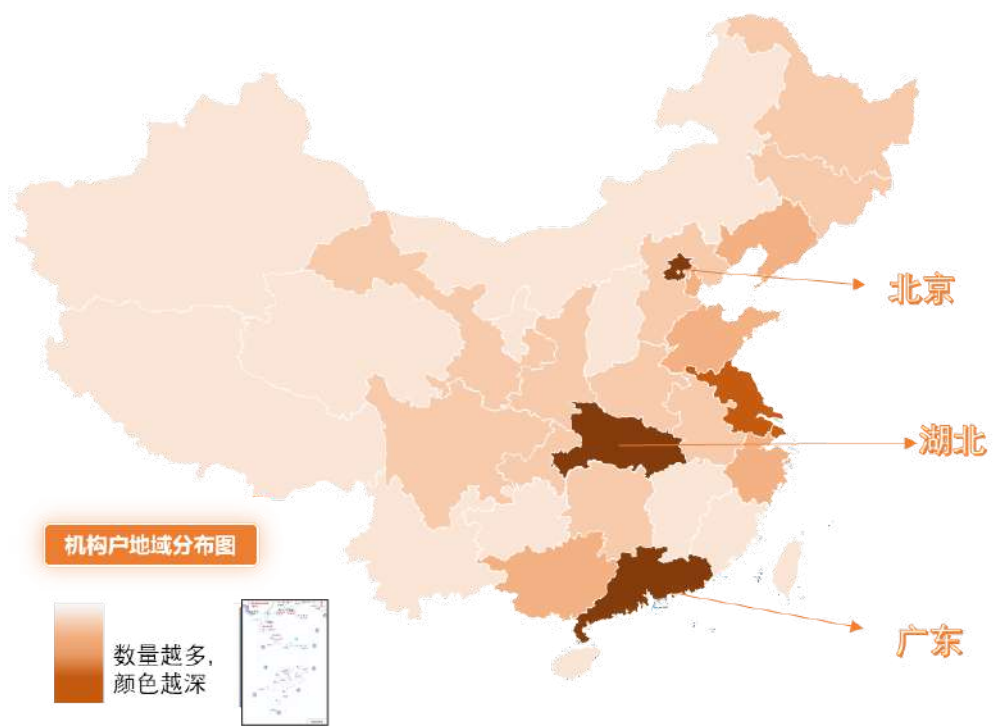 北京
湖北
机构户地域分布图
广东
数量越多,
颜色越深